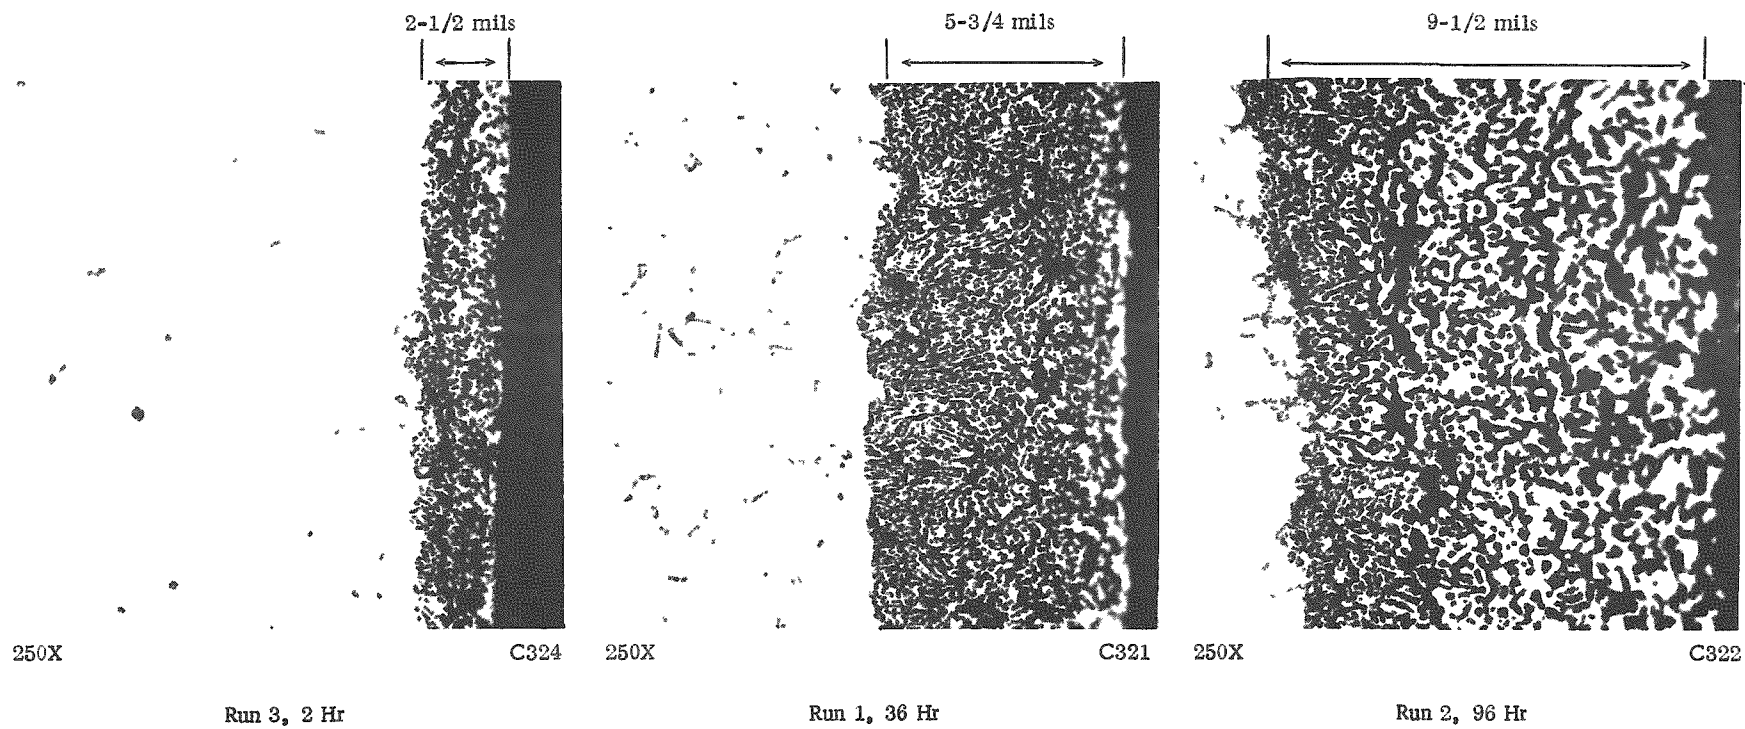 2-1/2 mils
5-3/4 mils
9-1/2 mils
250X
C324
250X
C321
250X
C322
Run 3, 2 Hr
Run 1, 36 Hr
Run 2, 96 Hr